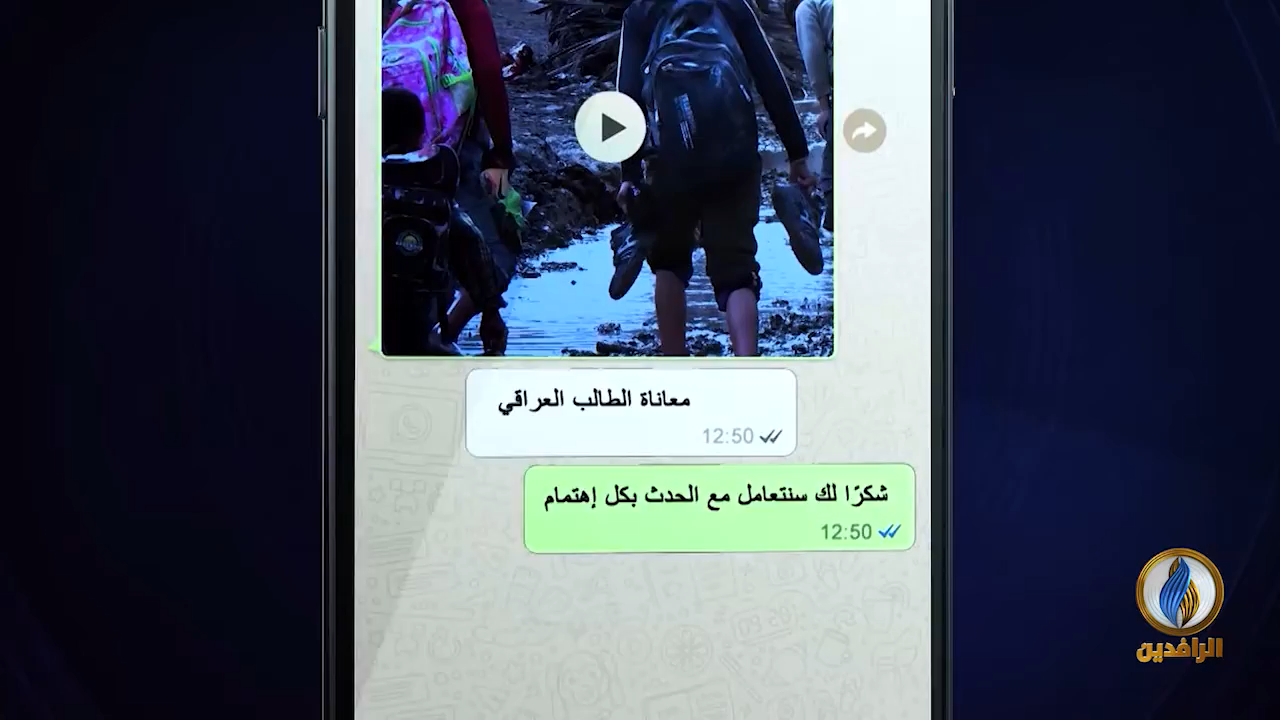 معاناة الطالب العراقي
12:50
شكرًا لك سنتعامل مع الحدث بكل إهتمام
12:50
الرافدين